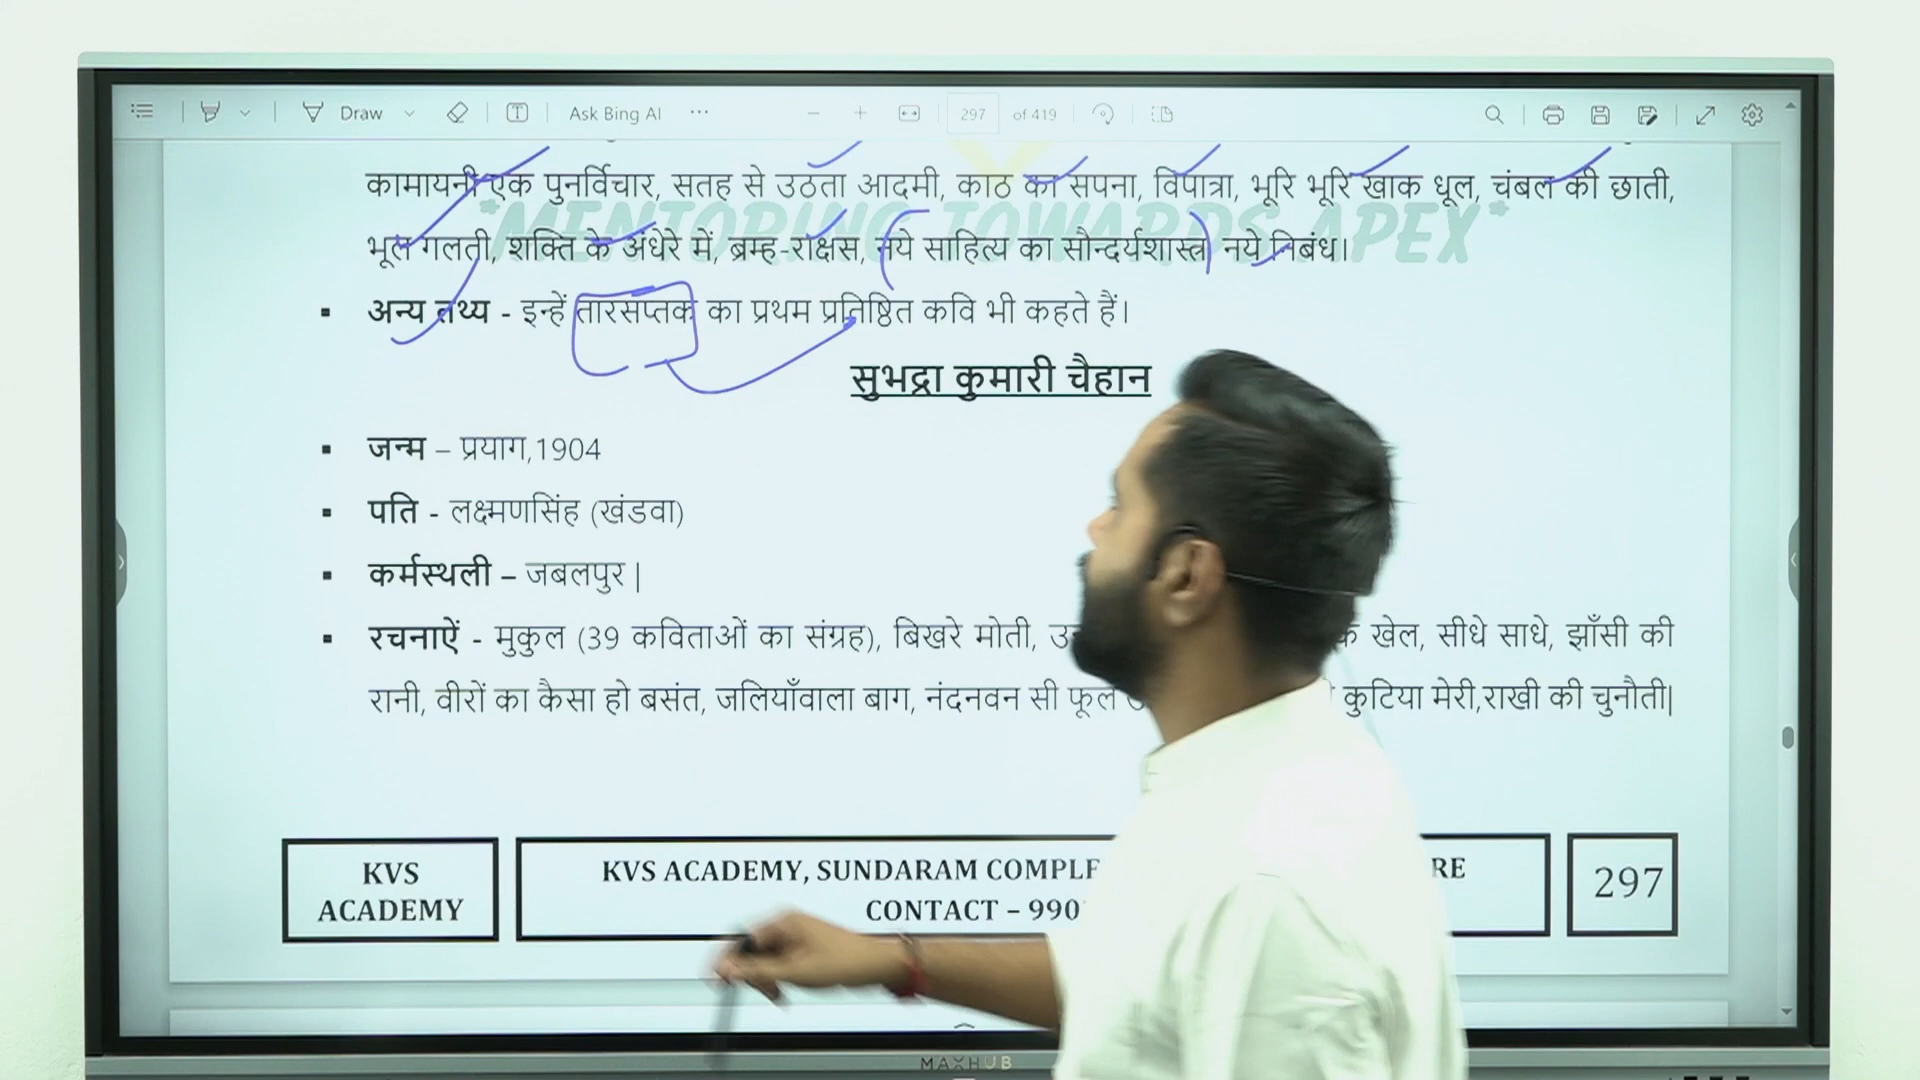 Draw Ask Bing AI ... 297 of 419
कामायनी एक पुनर्विचार, सतह से उठता आदमी, काठ का सपना, विपात्रा, भूरि भूरि खाक धूल, चंबल की छाती,
*MENTORING TOWARDS APEX*
भूल गलती, शक्ति के अंधेरे में, ब्रम्ह-राक्षस, नये साहित्य का सौन्दर्यशास्त्र, नये निबंध।
▪ अन्य तथ्य - इन्हें तारसप्तक का प्रथम प्रतिष्ठित कवि भी कहते हैं।
सुभद्रा कुमारी चैहान
▪ जन्म – प्रयाग,1904
▪ पति - लक्ष्मणसिंह (खंडवा)
▪ कर्मस्थली – जबलपुर |
▪ रचनाऐं - मुकुल (39 कविताओं का संग्रह), बिखरे मोती, खेल, सीधे साधे, झाँसी की
रानी, वीरों का कैसा हो बसंत, जलियाँवाला बाग, नंदनवन सी फूल कुटिया मेरी,राखी की चुनौती|
KVS ACADEMY, SUNDARAM
KVS
ACADEMY
CONTACT – 990
297
MAXHUB